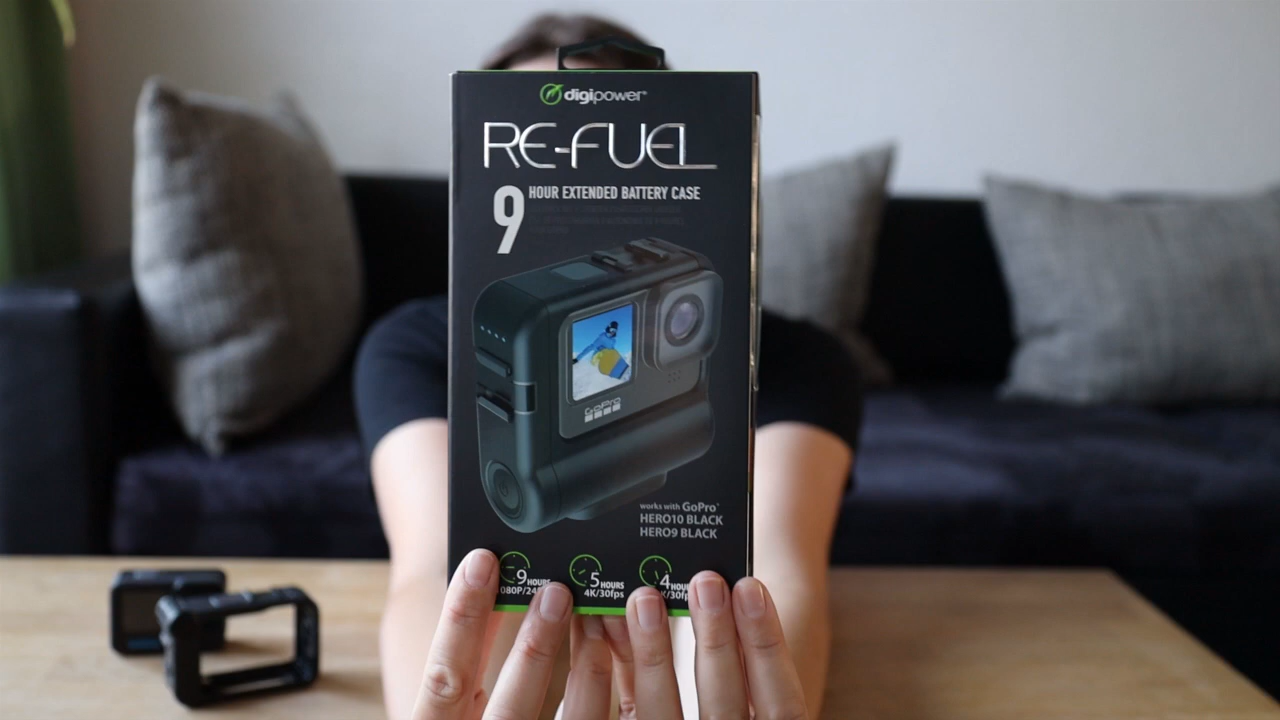 digipower
RE-FUEL
9
HOUR EXTENDED BATTERY CASE
GoPro
works with GoPro
HERO10 BLACK
HERO9 BLACK
9 HOURS
5 HOURS
4K/30fps
4